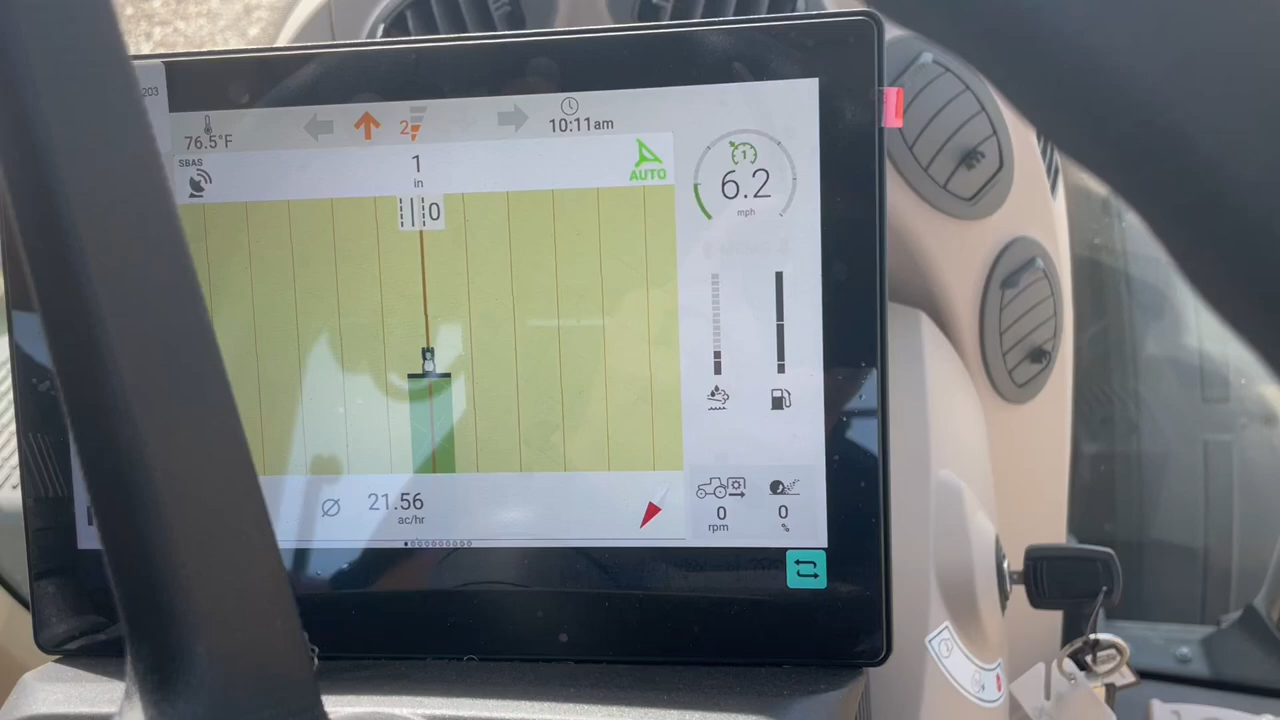 203
76.5°F
2
10:11am
SBAS
1
in
AUTO
0
1
6.2
mph
21.56
ac/hr
0
rpm
0
%